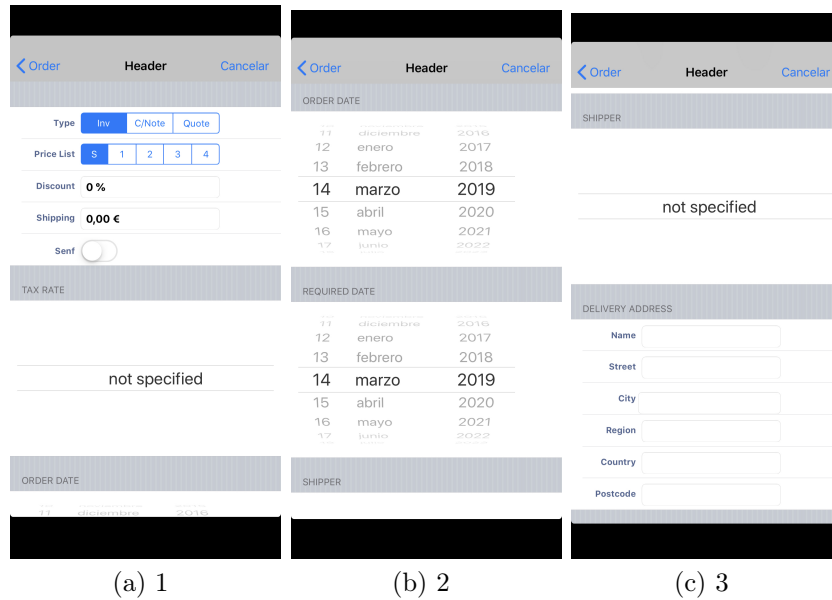 Order Header Cancelar
Type Inv C/Note Quote
Price List S 1 2 3 4
Discount 0 %
Shipping 0,00 €
Senf
TAX RATE
not specified
ORDER DATE
11 diciembre 2016
(a) 1
Order Header Cancelar
ORDER DATE
11 diciembre 2016
12 enero 2017
13 febrero 2018
14 marzo 2019
15 abril 2020
16 mayo 2021
17 junio 2022
REQUIRED DATE
11 diciembre 2016
12 enero 2017
13 febrero 2018
14 marzo 2019
15 abril 2020
16 mayo 2021
17 junio 2022
SHIPPER
(b) 2
Order Header Cancelar
SHIPPER
not specified
DELIVERY ADDRESS
Name
Street
City
Region
Country
Postcode
(c) 3